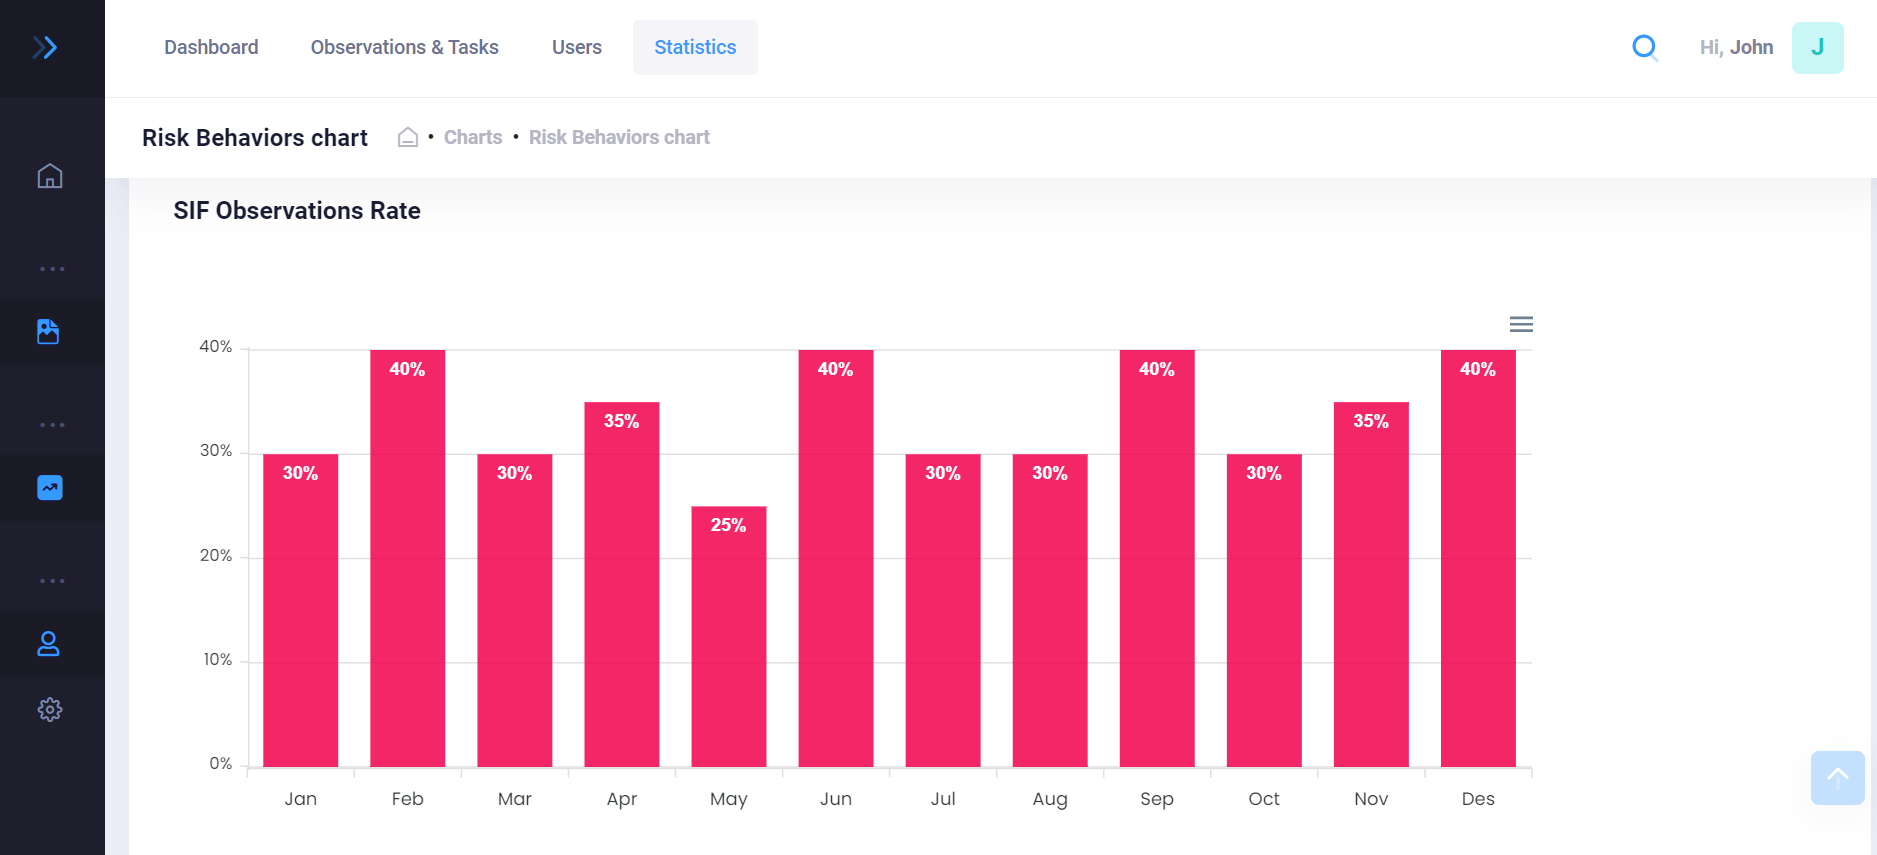 Dashboard Observations & Tasks Users Statistics Hi, John J
Risk Behaviors chart • Charts • Risk Behaviors chart
SIF Observations Rate
40%
30%
20%
10%
0%
30% 40% 30% 35% 25% 40% 30% 30% 40% 30% 35% 40%
Jan Feb Mar Apr May Jun Jul Aug Sep Oct Nov Des